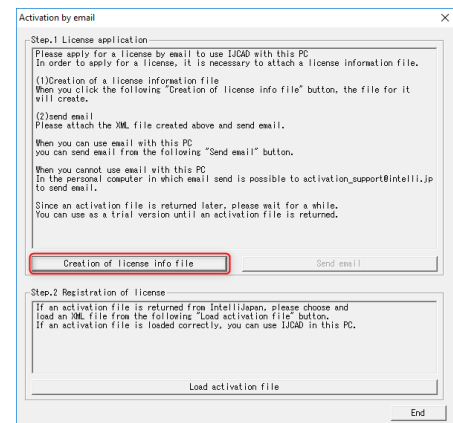 Activation by email
Step.1 License application
Please apply for a license by email to use IJCAD with this PC
In order to apply for a license, it is necessary to attach a license information file.
(1)Creation of a license information file
When you click the following "Creation of license info file" button, the file for it
will create.
(2)send email
Please attach the XML file created above and send email.
When you can use email with this PC
you can send email from the following "Send email" button.
When you cannot use email with this PC
In the personal computer in which email send is possible to activation_support@intelli.jp
to send email.
Since an activation file is returned later, please wait for a while.
You can use as a trial version until an activation file is returned.
Creation of license info file
Send email
Step.2 Registration of license
If an activation file is returned from IntelliJapan, please choose and
load an XML file from the following "Load activation file" button.
If an activation file is loaded correctly, you can use IJCAD in this PC.
Load activation file
End